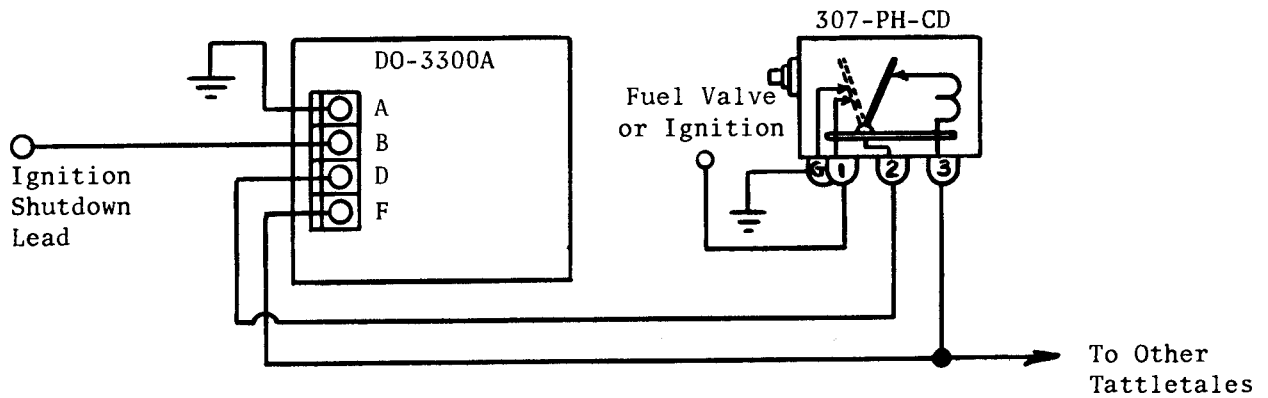 307-PH-CD
DO-3300A
A
B
D
F
Ignition
Shutdown
Lead
Fuel Valve
or Ignition
G 1 2 3
To Other
Tattletales